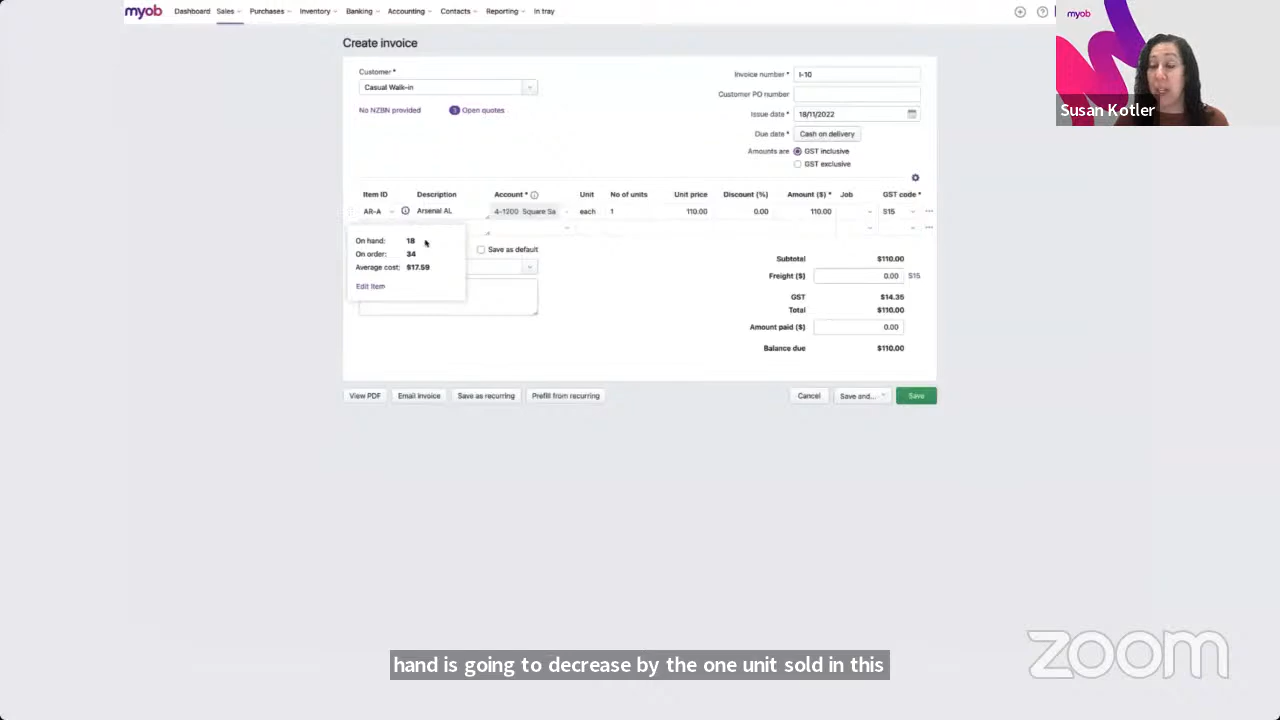 myob Dashboard Sales Purchases Inventory Banking Accounting Contacts Reporting In tray
myob
Susan Kotler
Create invoice
Customer *
Casual Walk-in
No NZBN provided
1 Open quotes
Invoice number * I-10
Customer PO number
Issue date * 18/11/2022
Due date * Cash on delivery
Amounts are GST inclusive
GST exclusive
Item ID Description Account * Unit No of units Unit price Discount (%) Amount ($) * Job GST code *
AR-A Arsenal AL 4-1200 Square Sa each 1 110.00 0.00 110.00 S15
On hand: 18
On order: 34
Average cost: $17.59
Edit item
Save as default
Subtotal $110.00
Freight ($) 0.00 S15
GST $14.35
Total $110.00
Amount paid ($) 0.00
Balance due $110.00
View PDF Email invoice Save as recurring Prefill from recurring Cancel Save and... Save
hand is going to decrease by the one unit sold in this
zoom